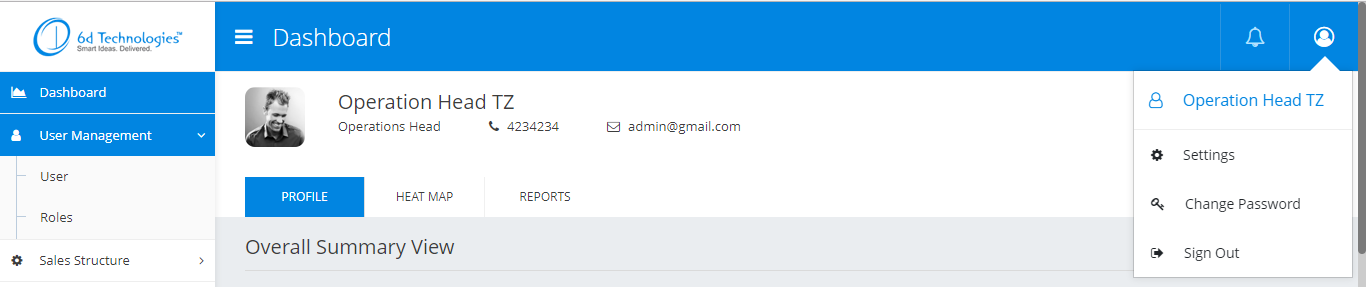 6d Technologies™
Smart Ideas. Delivered.
Dashboard
Dashboard
User Management
User
Roles
Sales Structure
Operation Head TZ
Operations Head 4234234 admin@gmail.com
PROFILE HEAT MAP REPORTS
Overall Summary View
Operation Head TZ
Settings
Change Password
Sign Out